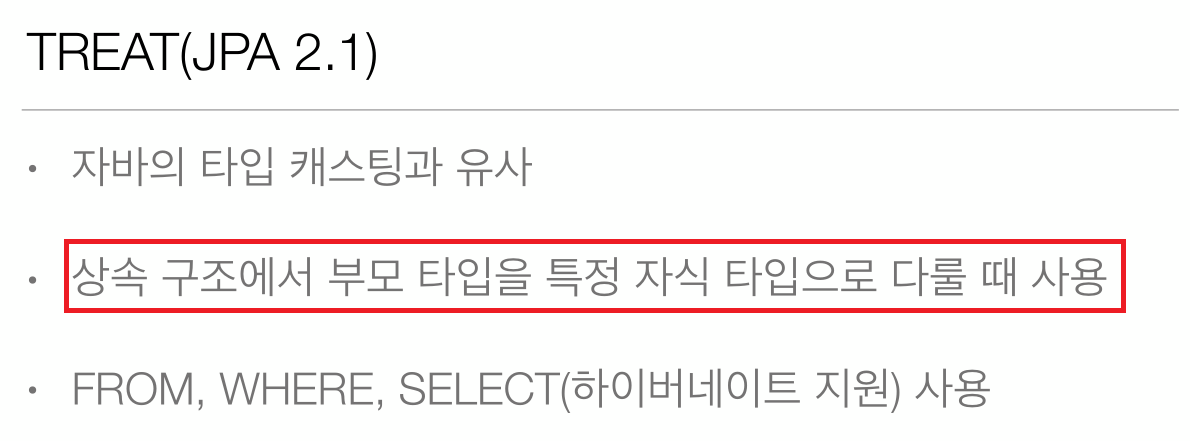 TREAT(JPA 2.1)
• 자바의 타입 캐스팅과 유사
• 상속 구조에서 부모 타입을 특정 자식 타입으로 다룰 때 사용
• FROM, WHERE, SELECT(하이버네이트 지원) 사용